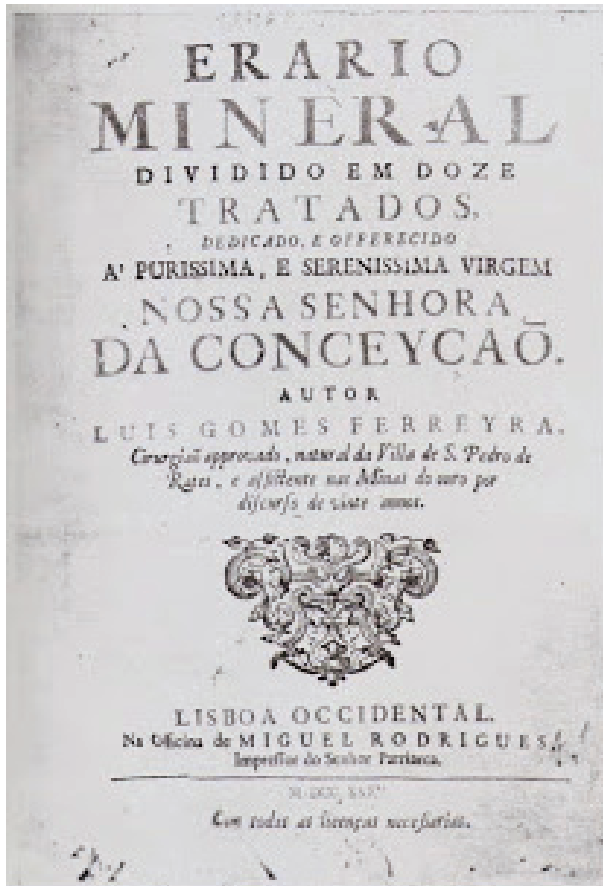 ERARIO
MINERAL
DIVIDIDO EM DOZE
TRATADOS,
DEDICADO, E OFFERECIDO
A' PURISSIMA, E SERENISSIMA VIRGEM
NOSSA SENHORA
DA CONCEYCAÕ.
AUTOR
LUIS GOMES FERREYRA,
Cirurgiaõ approvado, natural da Villa de S. Pedro de
Rates, e assistente nas Minas do ouro por
discurso de vinte annos.
LISBOA OCCIDENTAL.
Na Officina de MIGUEL RODRIGUES,
Impressor do Senhor Patriarca.
M. DCC.
Com todas as licenças necessarias.